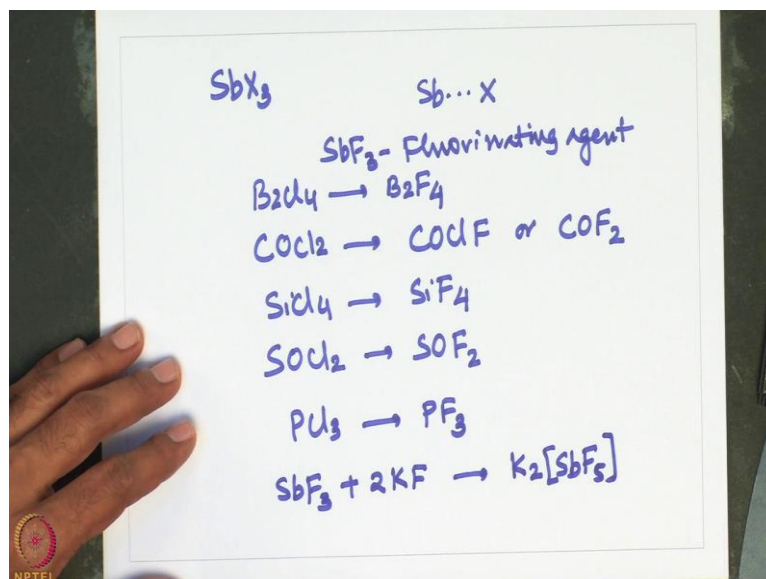 SbX₃ Sb···X
SbF₃- Fluorinating agent
B₂Cl₄ → B₂F₄
COCl₂ → COClF or COF₂
SiCl₄ → SiF₄
SOCl₂ → SOF₂
PCl₃ → PF₃
SbF₃ + 2KF → K₂[SbF₅]
NPTEL